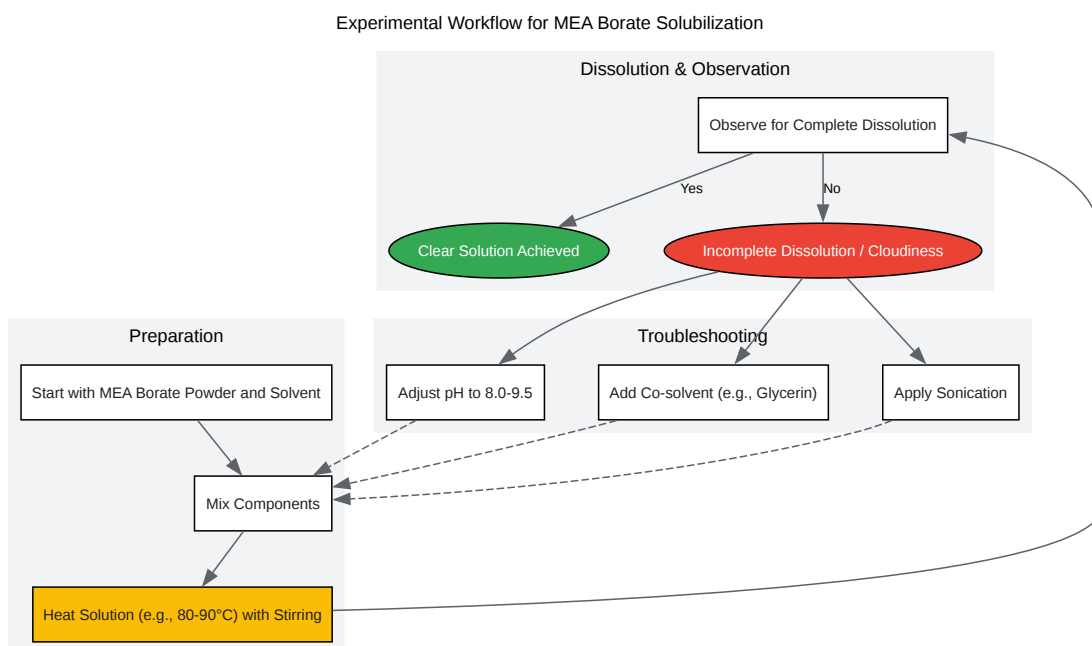 Experimental Workflow for MEA Borate Solubilization
Dissolution & Observation
Observe for Complete Dissolution
Yes
No
Clear Solution Achieved
Incomplete Dissolution / Cloudiness
Preparation
Troubleshooting
Start with MEA Borate Powder and Solvent
Adjust pH to 8.0-9.5
Add Co-solvent (e.g., Glycerin)
Apply Sonication
Mix Components
Heat Solution (e.g., 80-90°C) with Stirring